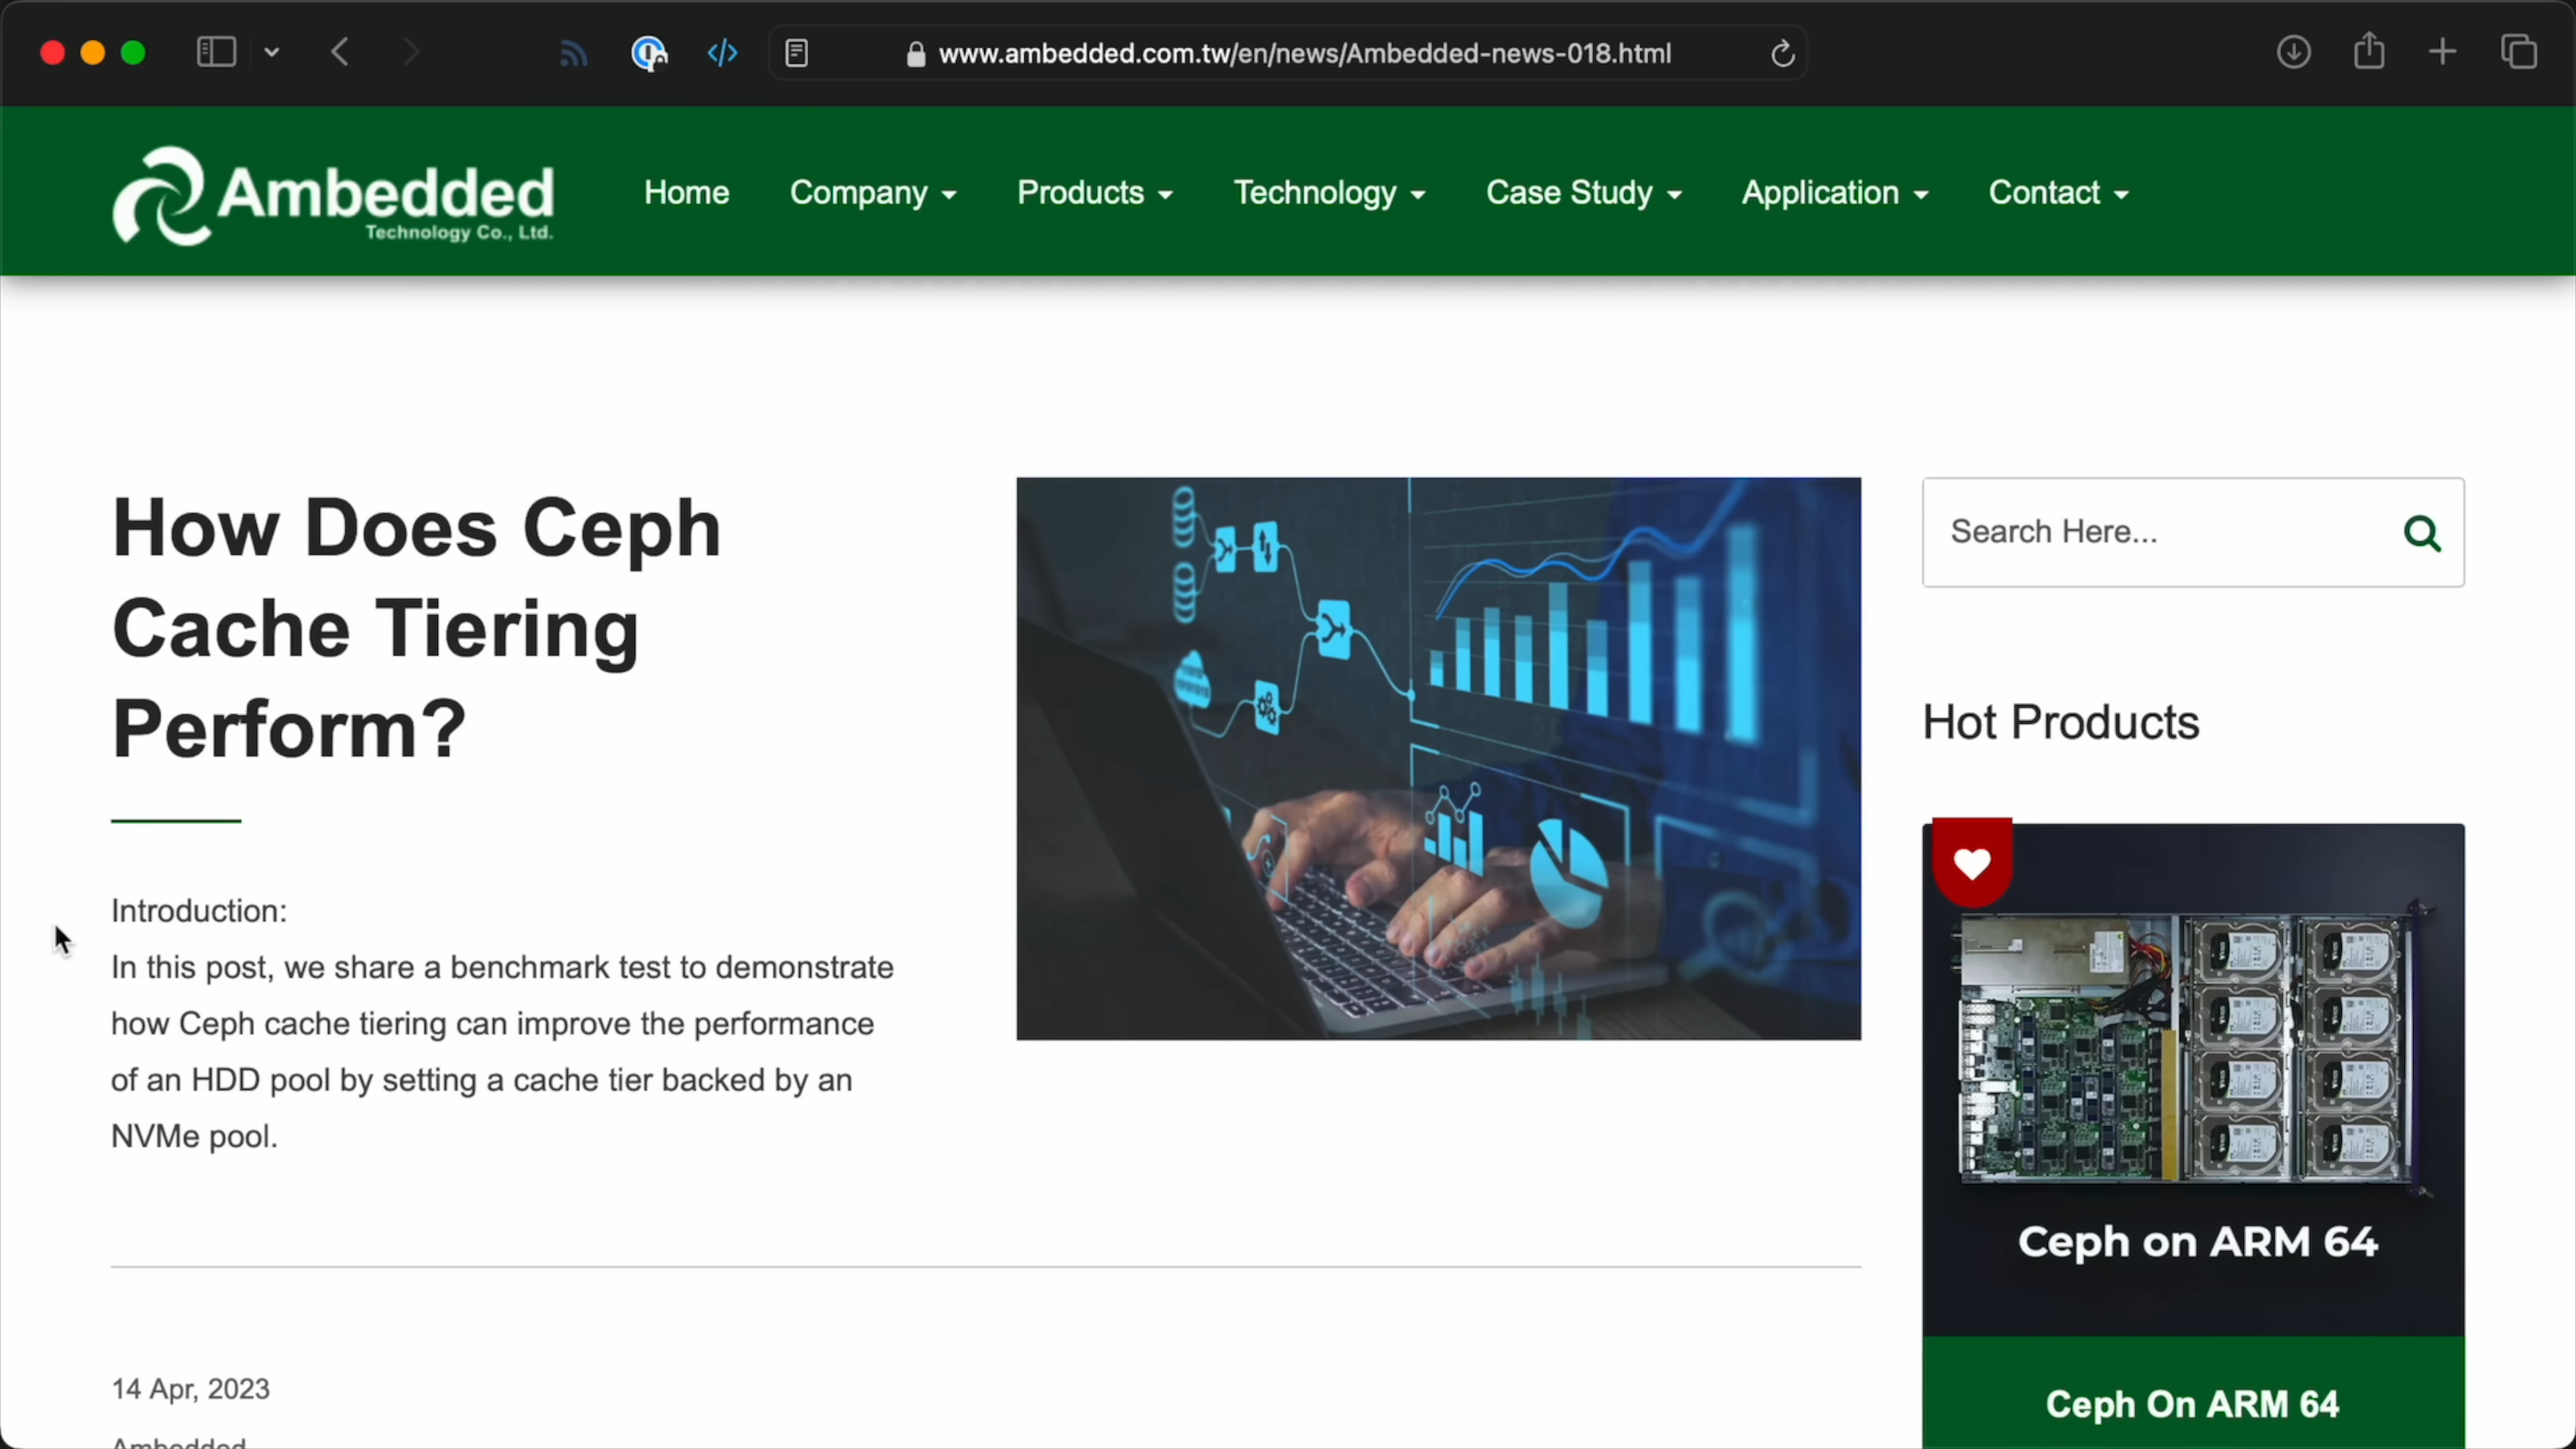 www.ambedded.com.tw/en/news/Ambedded-news-018.html
Ambedded
Technology Co., Ltd.
Home
Company
Products
Technology
Case Study
Application
Contact
How Does Ceph
Cache Tiering
Perform?
Introduction:
In this post, we share a benchmark test to demonstrate
how Ceph cache tiering can improve the performance
of an HDD pool by setting a cache tier backed by an
NVMe pool.
14 Apr, 2023
Ambedded
Search Here...
Hot Products
Ceph on ARM 64
Ceph On ARM 64